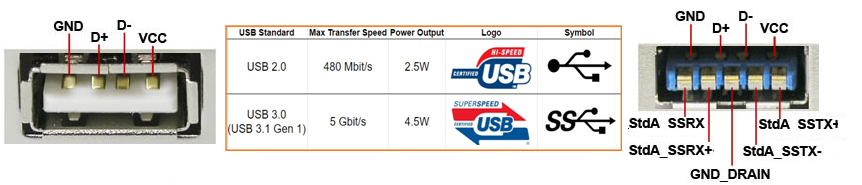 GND
D+
D-
VCC
USB Standard Max Transfer Speed Power Output Logo Symbol
USB 2.0 480 Mbit/s 2.5W
HI-SPEED
CERTIFIED USB
USB 3.0
(USB 3.1 Gen 1) 5 Gbit/s 4.5W
SUPERSPEED
CERTIFIED USB
SS
GND
D+
D-
VCC
StdA_SSRX
StdA_SSTX+
StdA_SSRX+
StdA_SSTX-
GND_DRAIN